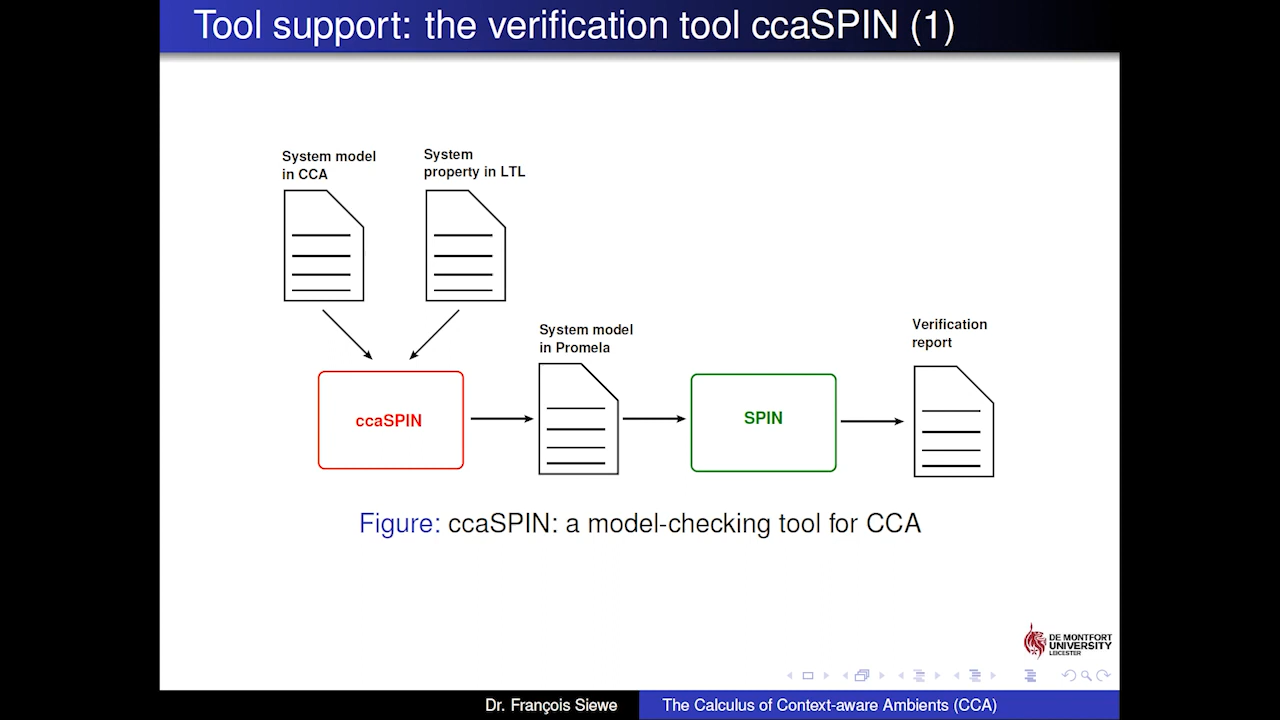 Tool support: the verification tool ccaSPIN (1)
System model
in CCA
System
property in LTL
System model
in Promela
Verification
report
ccaSPIN
SPIN
Figure: ccaSPIN: a model-checking tool for CCA
DE MONTFORT
UNIVERSITY
LEICESTER
Dr. François Siewe
The Calculus of Context-aware Ambients (CCA)